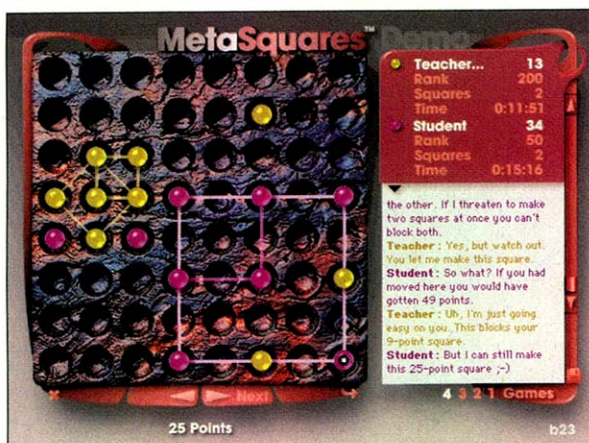 MetaSquares™ Demo
Teacher... 13
Rank 200
Squares 2
Time 0:11:51
Student 34
Rank 50
Squares 2
Time 0:15:16
the other. If I threaten to make
two squares at once you can't
block both.
Teacher : Yes, but watch out.
You let me make this square.
Student : So what? If you had
moved here you would have
gotten 49 points.
Teacher : Uh, I'm just going
easy on you. This blocks your
9-point square.
Student : But I can still make
this 25-point square ;-)
Next
4 3 2 1 Games
25 Points
b23